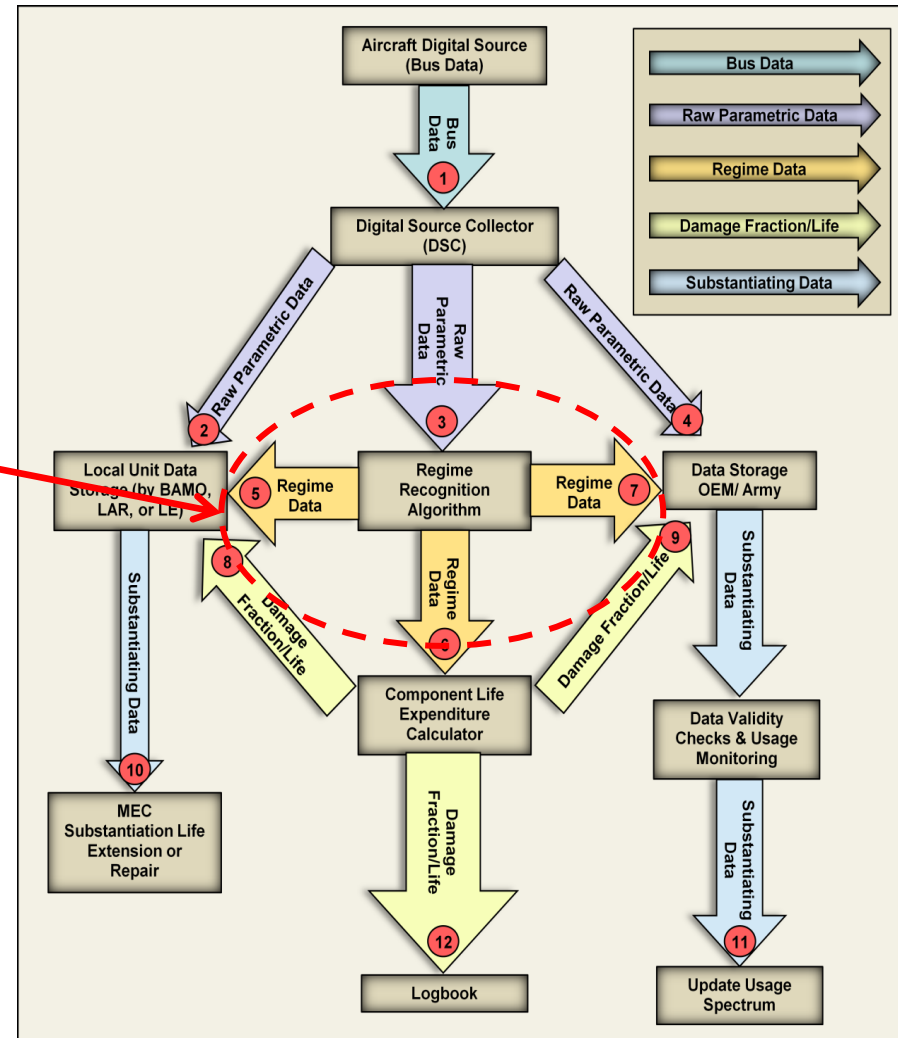 Aircraft Digital Source
(Bus Data)
Bus Data
Raw Parametric Data
Regime Data
Damage Fraction/Life
Substantiating Data
Bus
Data
1
Digital Source Collector
(DSC)
Raw Parametric Data
Raw
Parametric
Data
Raw Parametric Data
2
3
4
Local Unit Data
Storage (by BAMO,
LAR, or LE)
5
Regime
Data
Regime
Recognition
Algorithm
Regime
Data
7
Data Storage
OEM/ Army
8
Damage
Fraction/Life
Regime
Data
6
9
Damage Fraction/Life
Substantiating Data
Substantiating
Data
Component Life
Expenditure
Calculator
Data Validity
Checks & Usage
Monitoring
10
MEC
Substantiation Life
Extension or
Repair
Damage
Fraction/Life
12
Substantiating
Data
11
Logbook
Update Usage
Spectrum